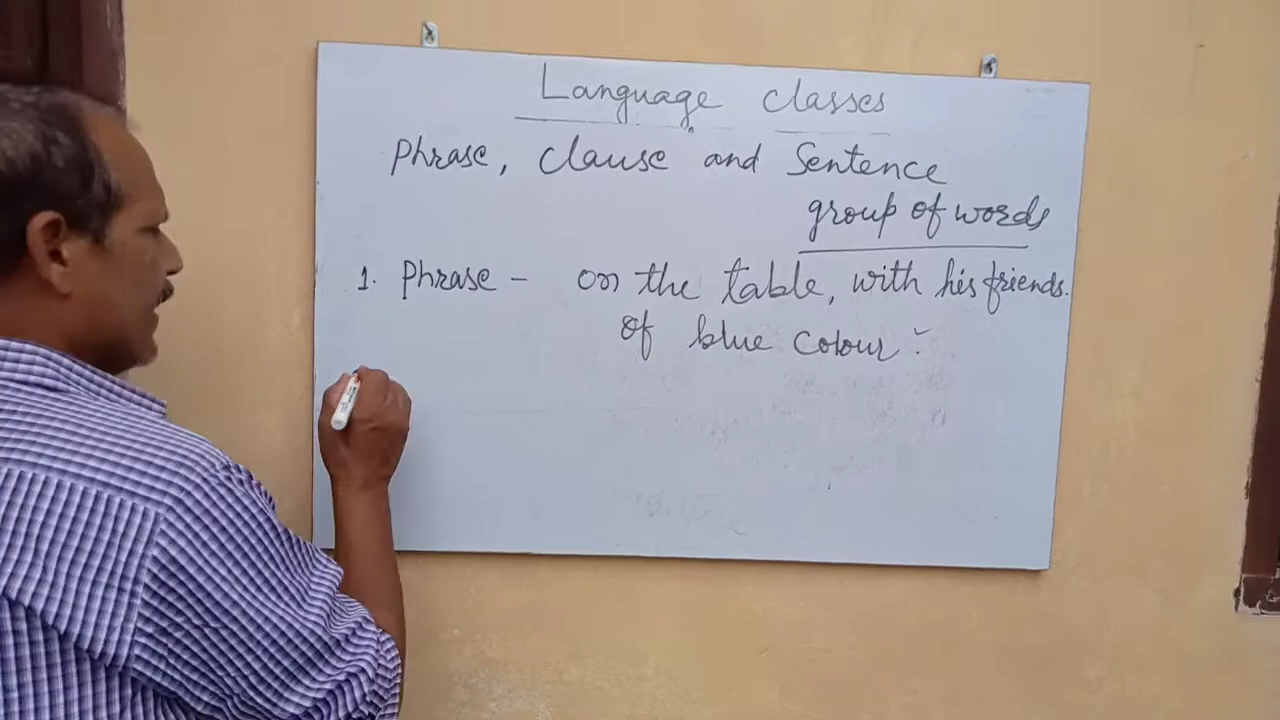 Language classes
Phrase, clause and Sentence
group of words
1. Phrase - on the table, with his friends.
of blue colour -